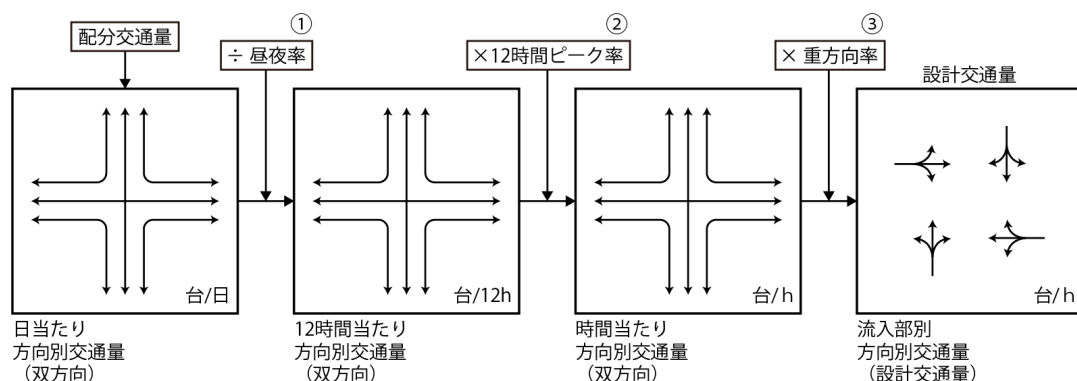 配分交通量
①
÷ 昼夜率
②
×12時間ピーク率
③
× 重方向率
設計交通量
台/日
台/12h
台/h
台/h
日当たり
方向別交通量
（双方向）
12時間当たり
方向別交通量
（双方向）
時間当たり
方向別交通量
（双方向）
流入部別
方向別交通量
（設計交通量）